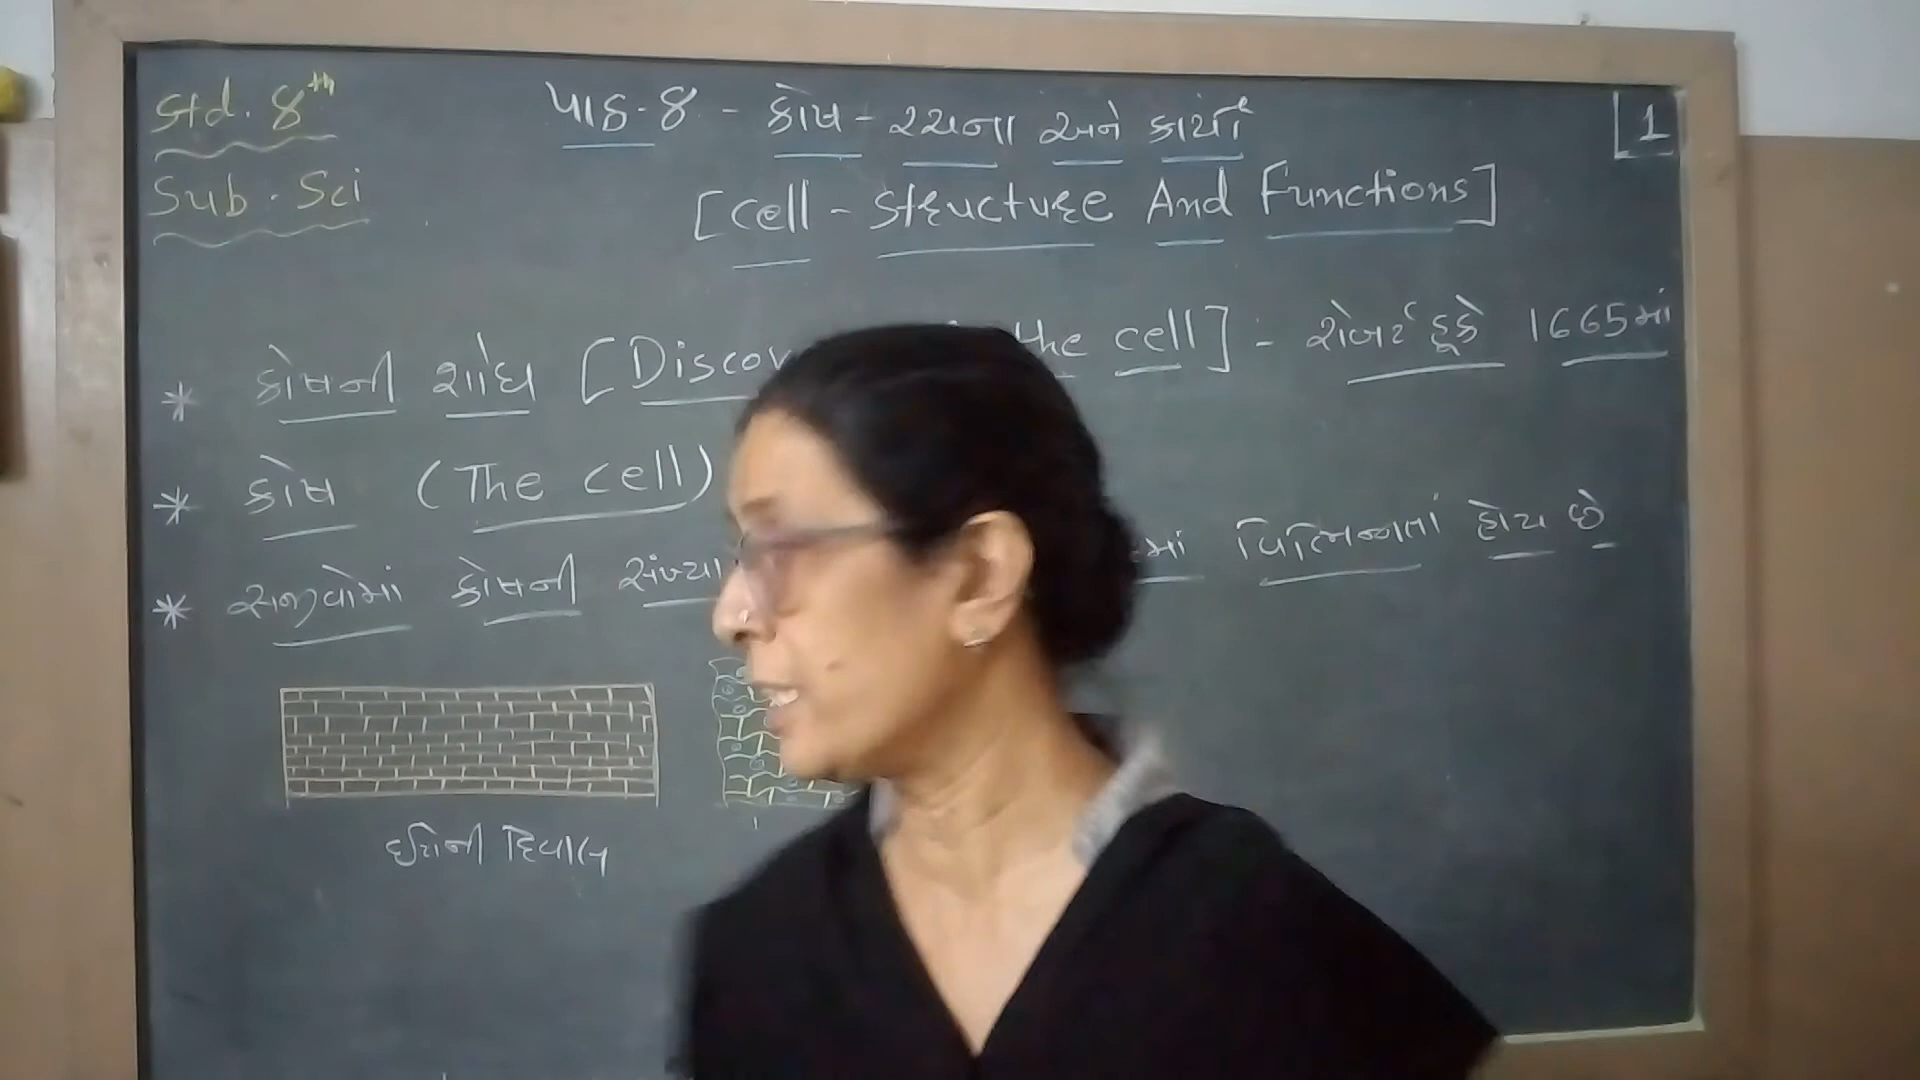 Std. 8th
પાઠ-8 - કોષ - રચના અને કાર્યો
1
Sub. Sci
[Cell - Structure And Functions]
* કોષની શોધ [Discov the cell] - રોબર્ટ હૂકે 1665માં
* કોષ (The cell)
* સજીવોમાં કોષની સંખ્યા માં વિભિન્નતાં હોય છે
ઈંટોની દિવાલ